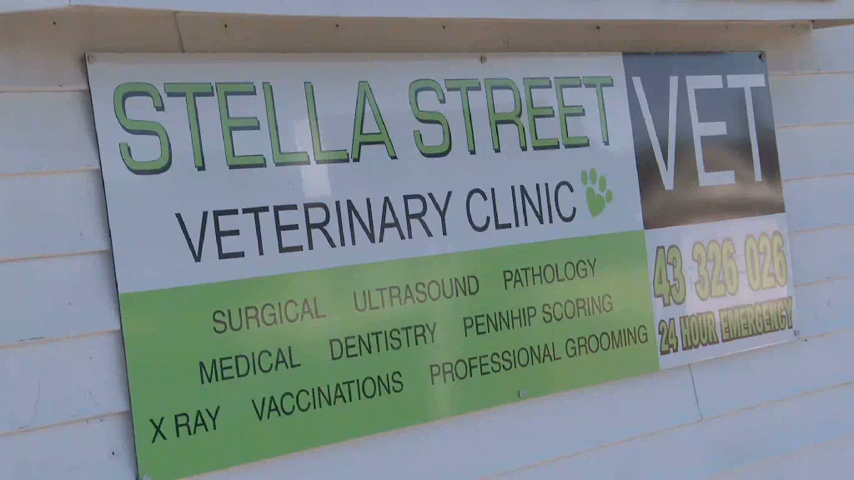 STELLA STREET
VETERINARY CLINIC
SURGICAL ULTRASOUND PATHOLOGY
MEDICAL DENTISTRY PENNHIP SCORING
X RAY VACCINATIONS PROFESSIONAL GROOMING
VET
43 326 026
24 HOUR EMERGENCY